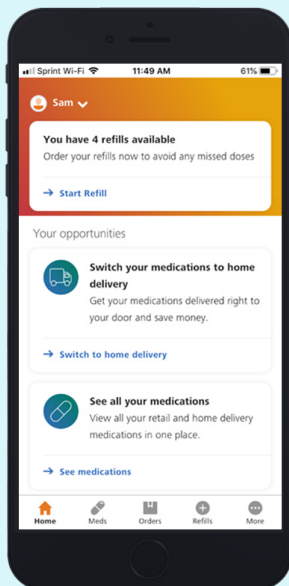 Sprint Wi-Fi 11:49 AM 61%
Sam
You have 4 refills available
Order your refills now to avoid any missed doses
Start Refill
Your opportunities
Switch your medications to home
delivery
Get your medications delivered right to
your door and save money.
Switch to home delivery
See all your medications
View all your retail and home delivery
medications in one place.
See medications
Home Meds Orders Refills More